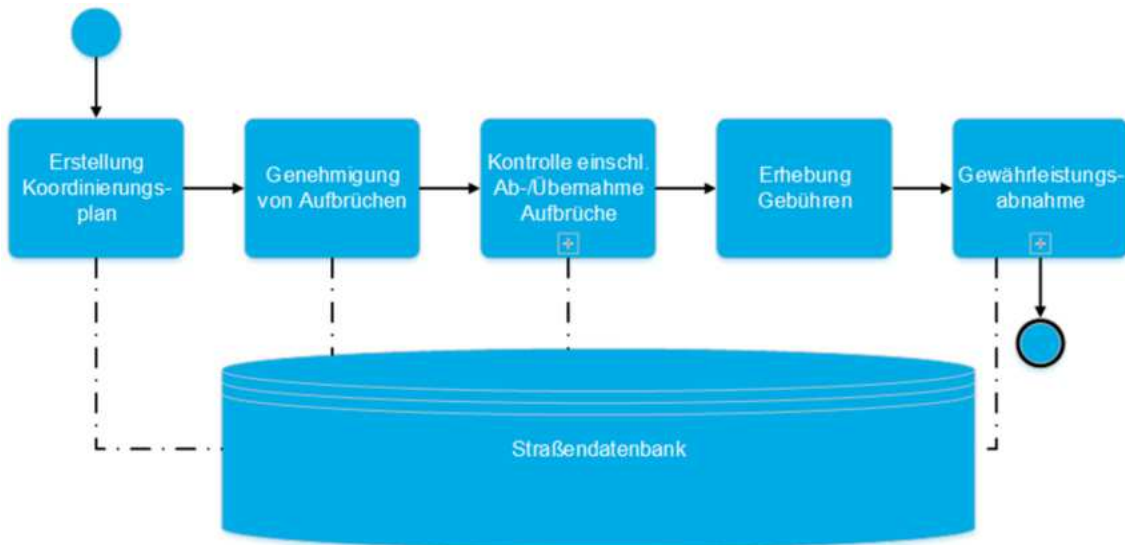 Erstellung
Koordinierungs-
plan
Genehmigung
von Aufbrüchen
Kontrolle einschl.
Ab-/Übernahme
Aufbrüche
Erhebung
Gebühren
Gewährleistungs-
abnahme
Straßendatenbank